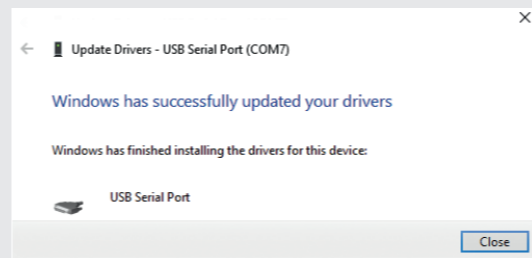 Update Drivers - USB Serial Port (COM7)
Windows has successfully updated your drivers
Windows has finished installing the drivers for this device:
USB Serial Port
Close